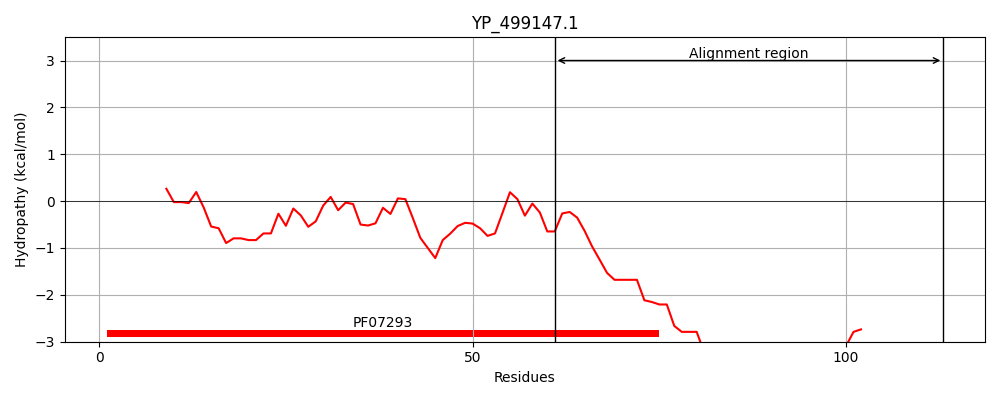 YP_499147.1
Alignment region
Hydropathy (kcal/mol)
3
2
1
0
−1
−2
−3
PF07293
0
50
100
Residues